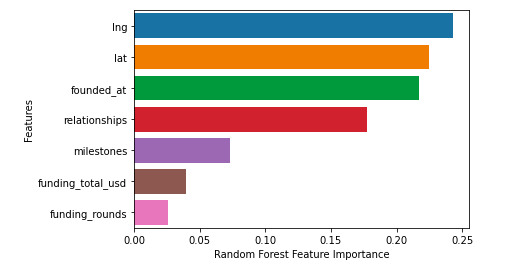 lng
lat
founded_at
relationships
milestones
funding_total_usd
funding_rounds
Features
0.00 0.05 0.10 0.15 0.20 0.25
Random Forest Feature Importance